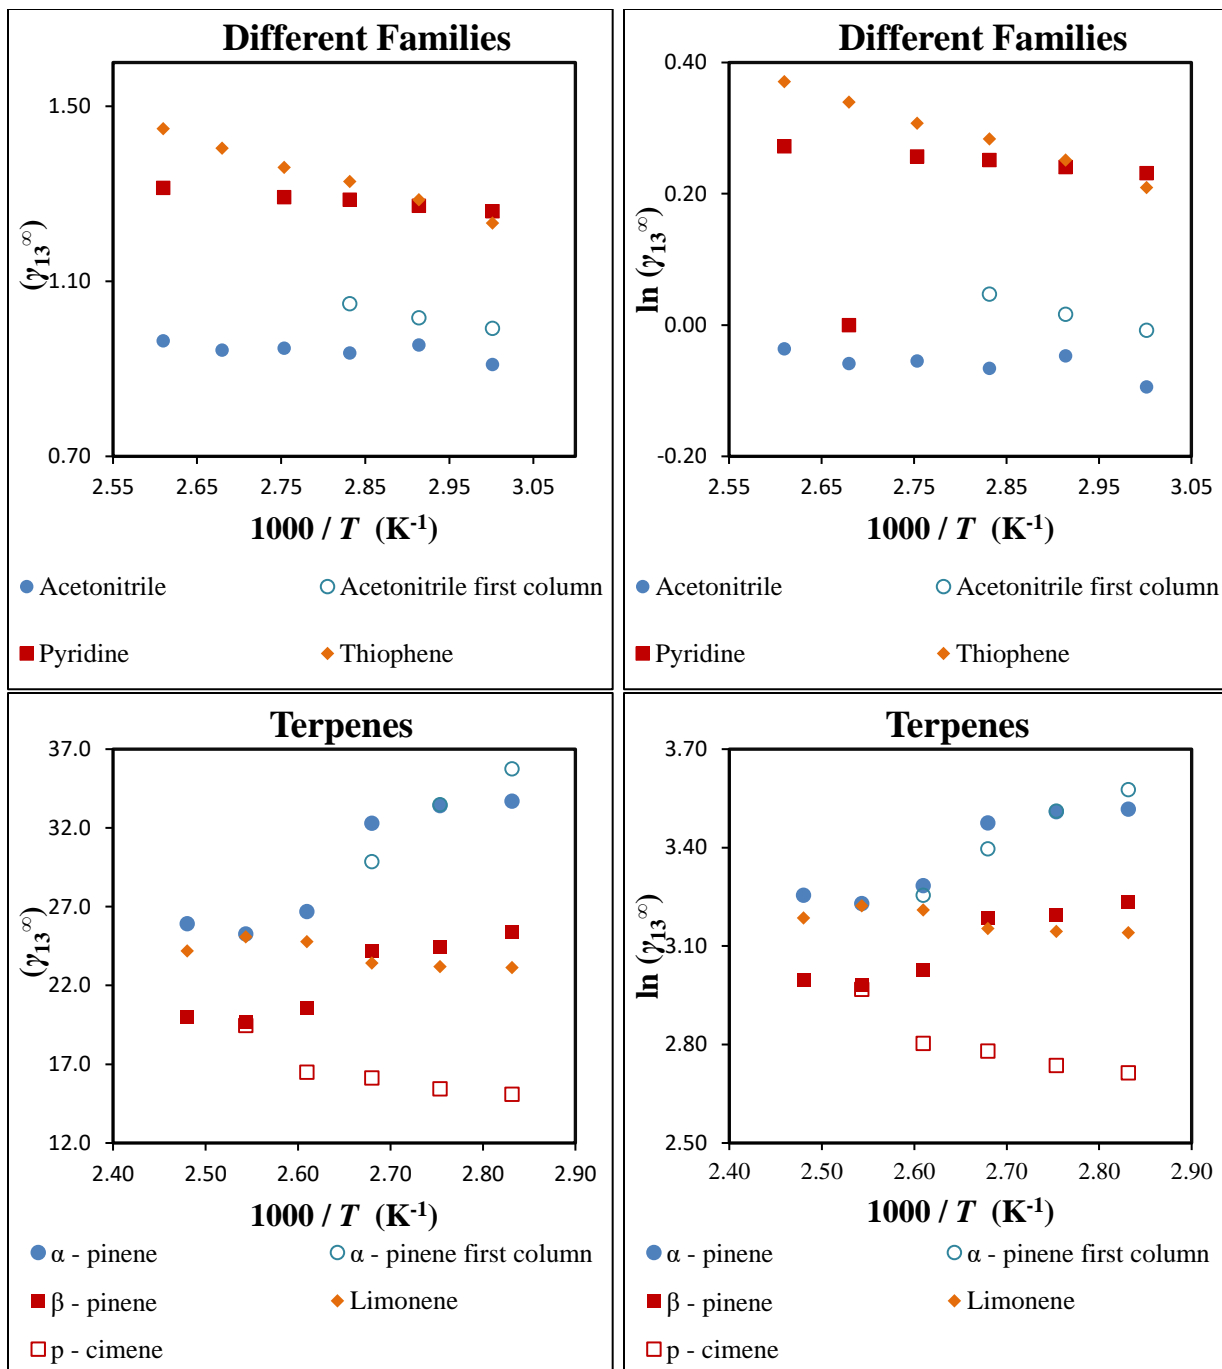 Different Families
1.50
1.10
0.70
(γ13∞)
2.55 2.65 2.75 2.85 2.95 3.05
1000 / T (K-1)
Acetonitrile
Acetonitrile first column
Pyridine
Thiophene
Different Families
0.40
0.20
0.00
-0.20
ln (γ13∞)
2.55 2.65 2.75 2.85 2.95 3.05
1000 / T (K-1)
Acetonitrile
Acetonitrile first column
Pyridine
Thiophene
Terpenes
37.0
32.0
27.0
22.0
17.0
12.0
(γ13∞)
2.40 2.50 2.60 2.70 2.80 2.90
1000 / T (K-1)
α - pinene
α - pinene first column
β - pinene
Limonene
p - cimene
Terpenes
3.70
3.40
3.10
2.80
2.50
ln (γ13∞)
2.40 2.50 2.60 2.70 2.80 2.90
1000 / T (K-1)
α - pinene
α - pinene first column
β - pinene
Limonene
p - cimene